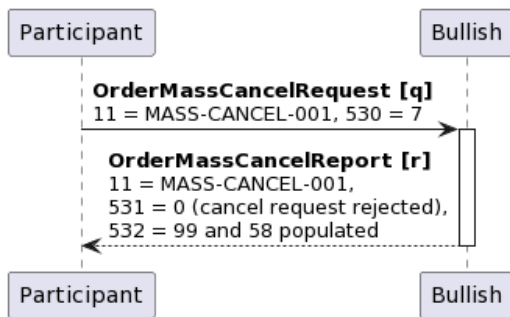 Participant
Bullish
OrderMassCancelRequest [q]
11 = MASS-CANCEL-001, 530 = 7
OrderMassCancelReport [r]
11 = MASS-CANCEL-001,
531 = 0 (cancel request rejected),
532 = 99 and 58 populated
Participant
Bullish